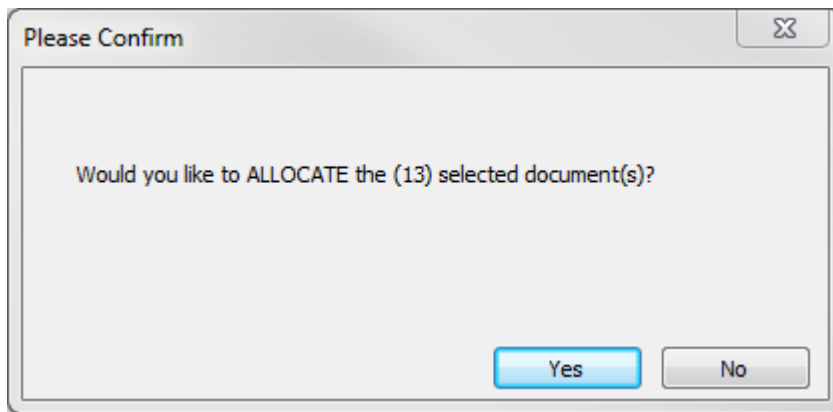 Please Confirm
Would you like to ALLOCATE the (13) selected document(s)?
Yes
No